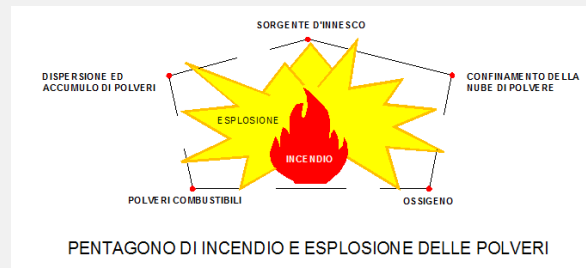 SORGENTE D'INNESCO
DISPERSIONE ED
ACCUMULO DI POLVERI
CONFINAMENTO DELLA
NUBE DI POLVERE
ESPLOSIONE
INCENDIO
POLVERI COMBUSTIBILI
OSSIGENO
PENTAGONO DI INCENDIO E ESPLOSIONE DELLE POLVERI